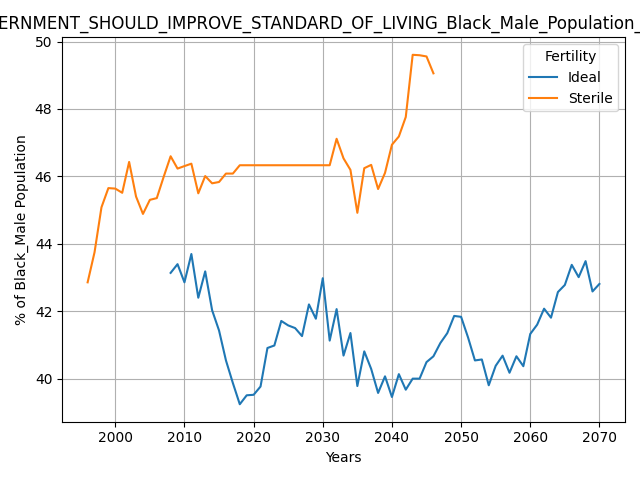 ERNMENT_SHOULD_IMPROVE_STANDARD_OF_LIVING_Black_Male_Population_
% of Black_Male Population
50
48
46
44
42
40
Fertility
Ideal
Sterile
2000 2010 2020 2030 2040 2050 2060 2070
Years